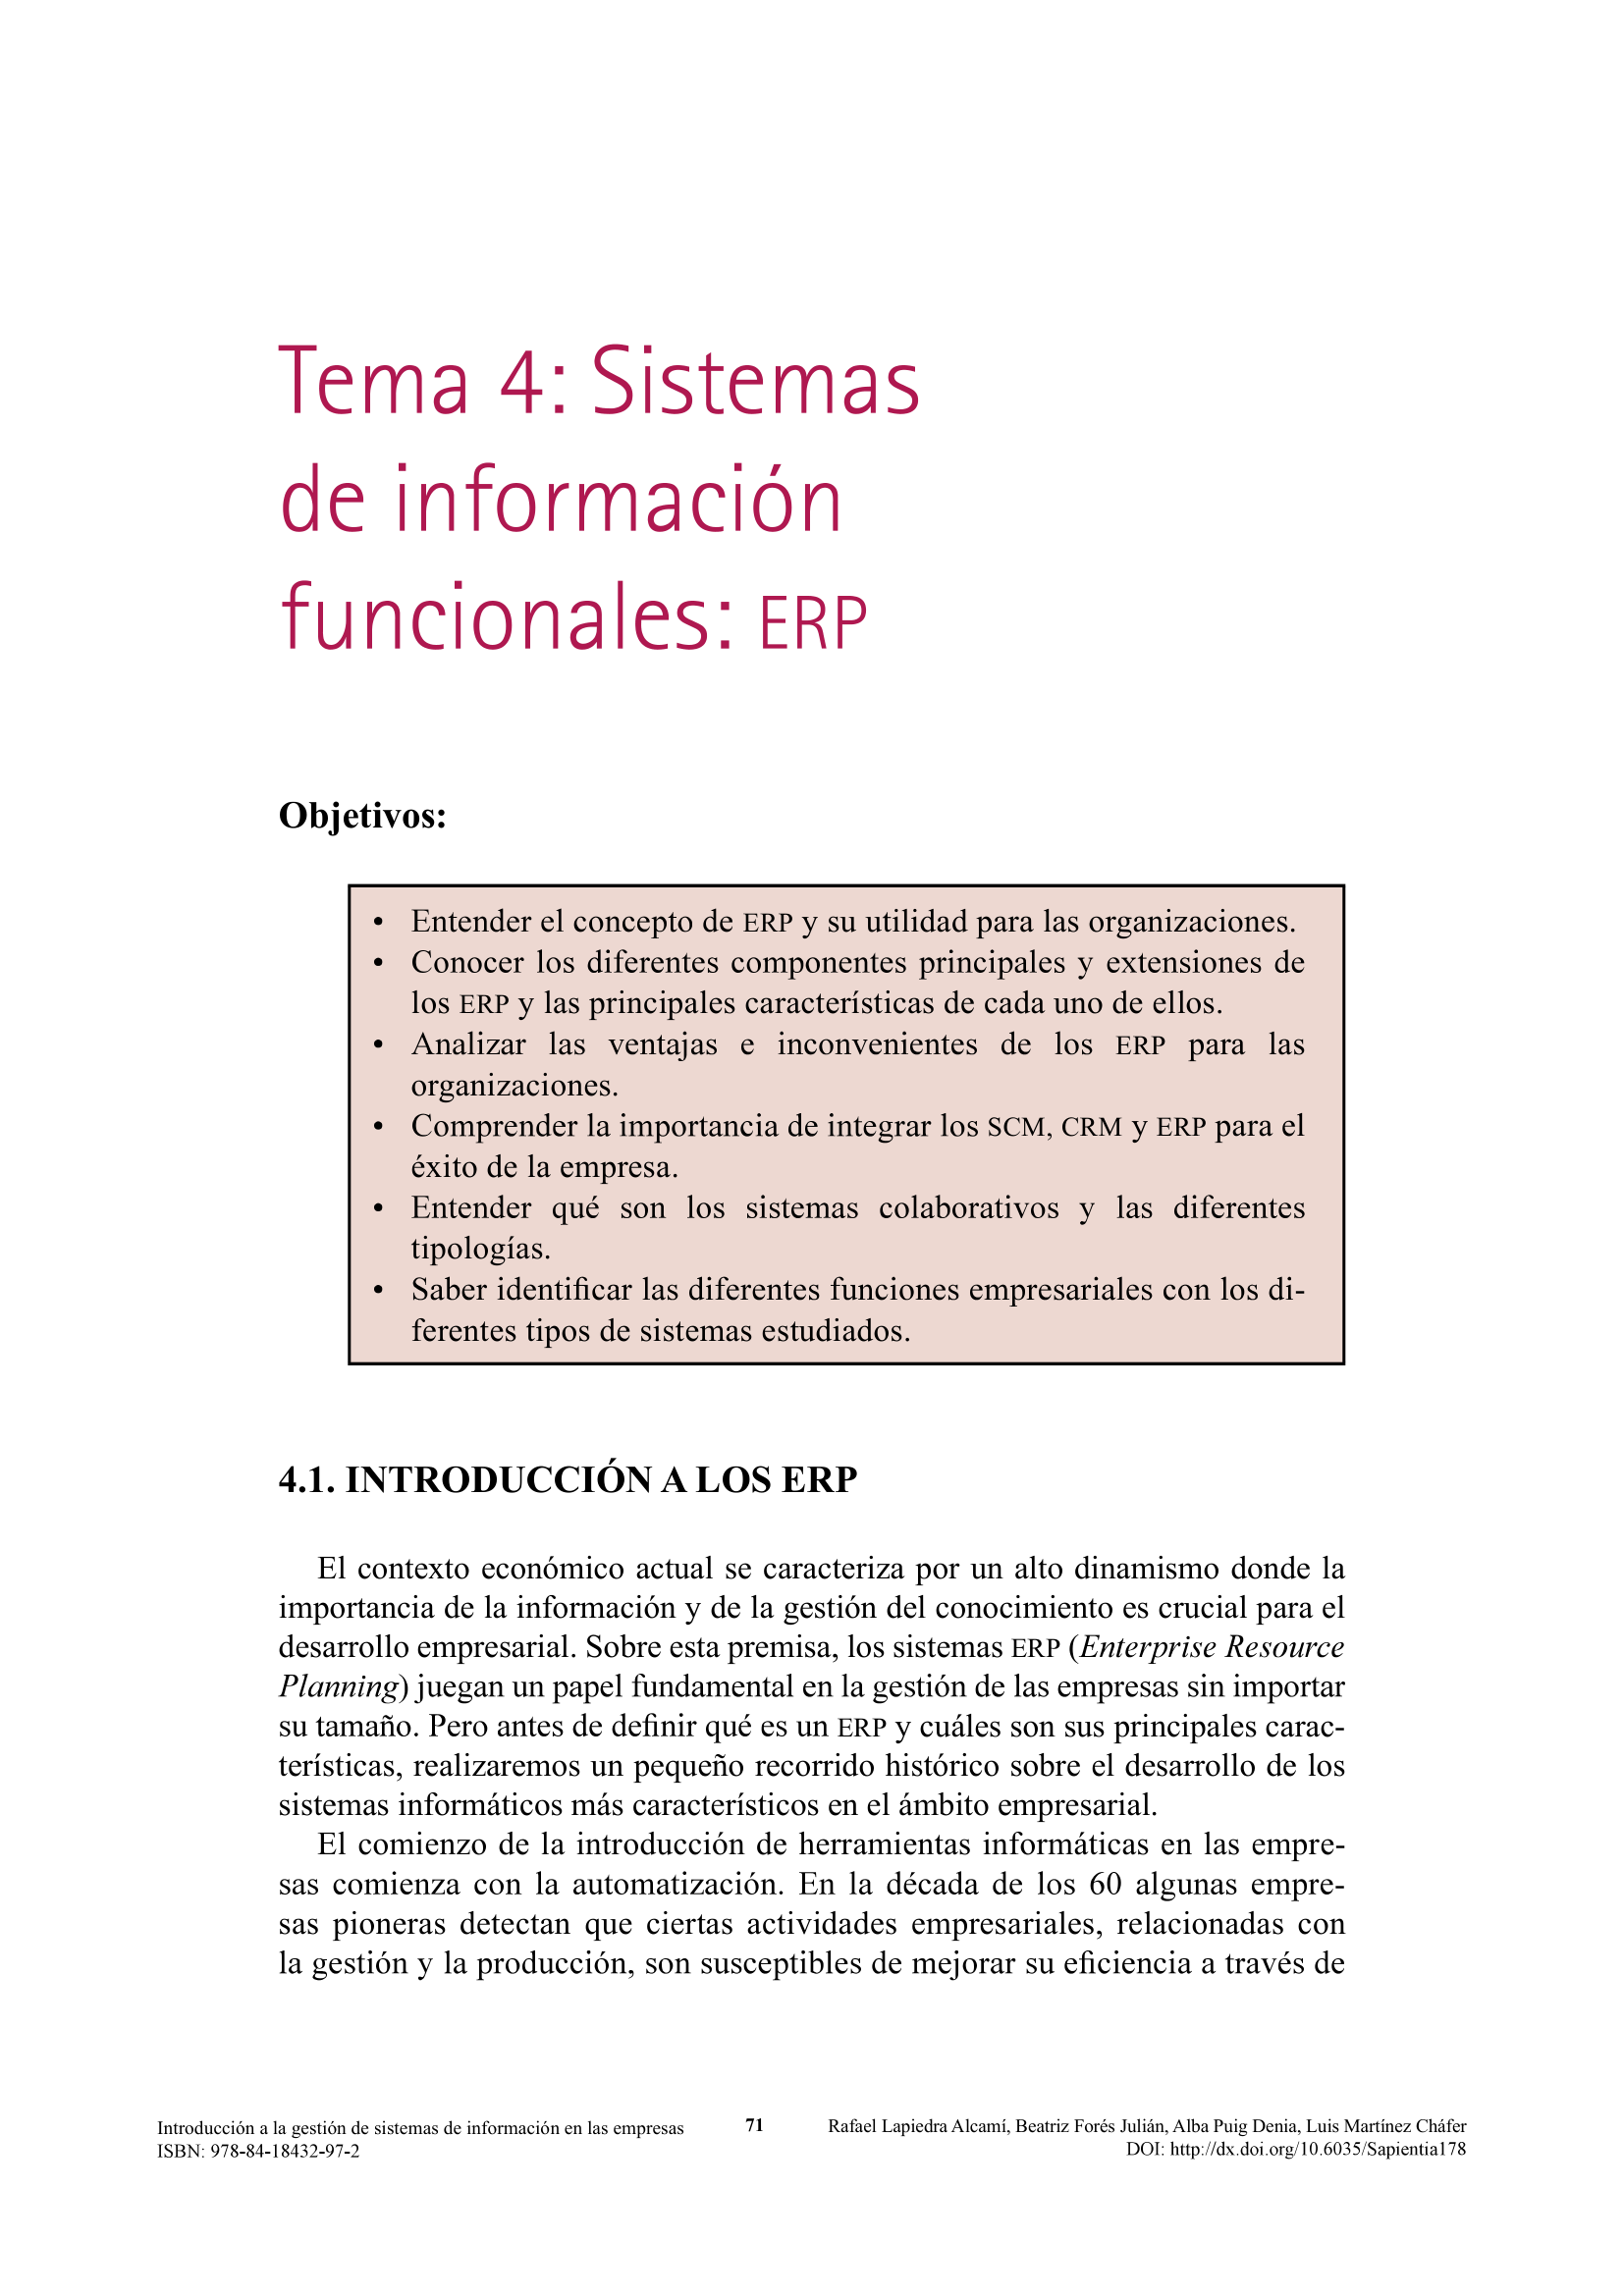 Tema 4: Sistemas
de información
funcionales: ERP
Objetivos:
• Entender el concepto de ERP y su utilidad para las organizaciones.
• Conocer los diferentes componentes principales y extensiones de
los ERP y las principales características de cada uno de ellos.
• Analizar las ventajas e inconvenientes de los ERP para las
organizaciones.
• Comprender la importancia de integrar los SCM, CRM y ERP para el
éxito de la empresa.
• Entender qué son los sistemas colaborativos y las diferentes
tipologías.
• Saber identificar las diferentes funciones empresariales con los di-
ferentes tipos de sistemas estudiados.
4.1. INTRODUCCIÓN A LOS ERP
El contexto económico actual se caracteriza por un alto dinamismo donde la
importancia de la información y de la gestión del conocimiento es crucial para el
desarrollo empresarial. Sobre esta premisa, los sistemas ERP (Enterprise Resource
Planning) juegan un papel fundamental en la gestión de las empresas sin importar
su tamaño. Pero antes de definir qué es un ERP y cuáles son sus principales carac-
terísticas, realizaremos un pequeño recorrido histórico sobre el desarrollo de los
sistemas informáticos más característicos en el ámbito empresarial.
El comienzo de la introducción de herramientas informáticas en las empre-
sas comienza con la automatización. En la década de los 60 algunas empre-
sas pioneras detectan que ciertas actividades empresariales, relacionadas con
la gestión y la producción, son susceptibles de mejorar su eficiencia a través de
Introducción a la gestión de sistemas de información en las empresas
ISBN: 978-84-18432-97-2
71
Rafael Lapiedra Alcamí, Beatriz Forés Julián, Alba Puig Denia, Luis Martínez Cháfer
DOI: http://dx.doi.org/10.6035/Sapientia178